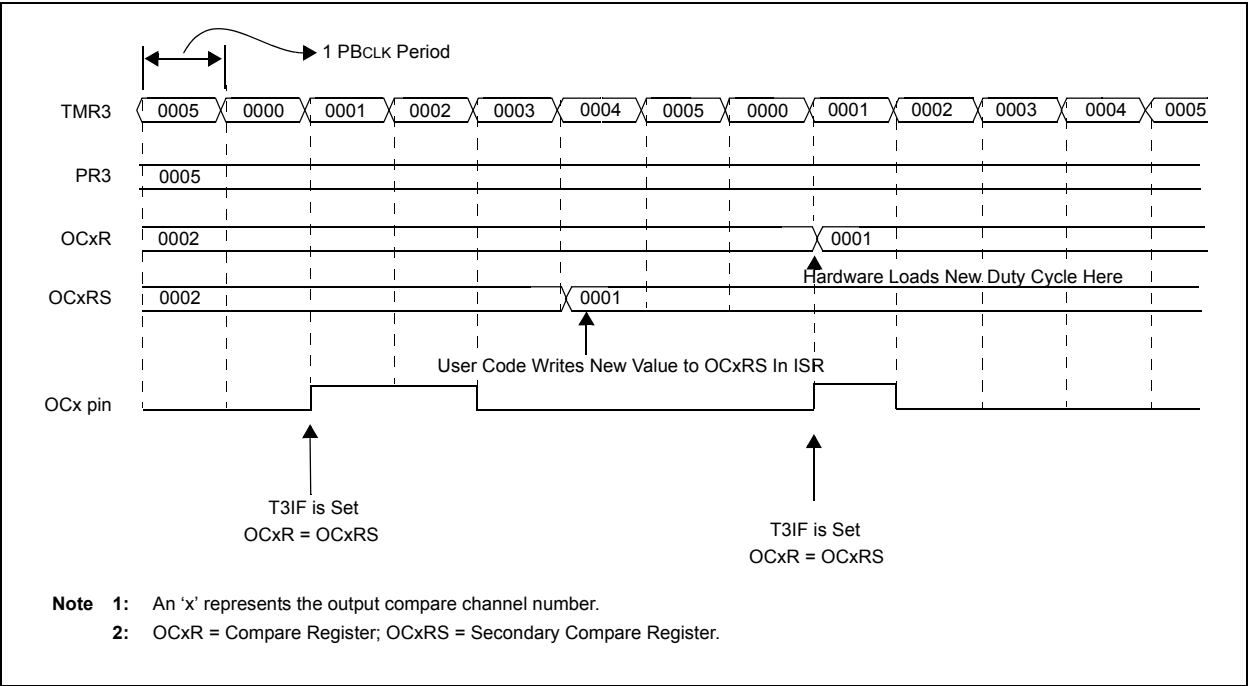 1 PBCLK Period
TMR3 0005 0000 0001 0002 0003 0004 0005 0000 0001 0002 0003 0004 0005
PR3 0005
OCxR 0002 0001
Hardware Loads New Duty Cycle Here
OCxRS 0002 0001
User Code Writes New Value to OCxRS In ISR
OCx pin
T3IF is Set
OCxR = OCxRS
T3IF is Set
OCxR = OCxRS
Note 1: An ‘x’ represents the output compare channel number.
2: OCxR = Compare Register; OCxRS = Secondary Compare Register.